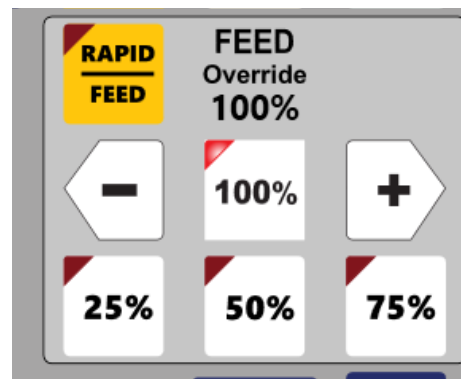 RAPID
FEED
FEED
Override
100%
-
100%
+
25%
50%
75%